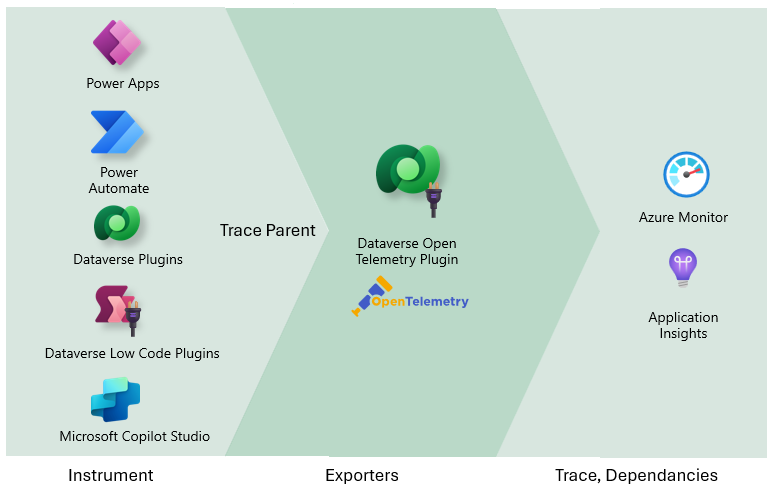 Power Apps
Power
Automate
Dataverse Plugins
Dataverse Low Code Plugins
Microsoft Copilot Studio
Trace Parent
Dataverse Open
Telemetry Plugin
OpenTelemetry
Azure Monitor
Application
Insights
Instrument
Exporters
Trace, Dependancies